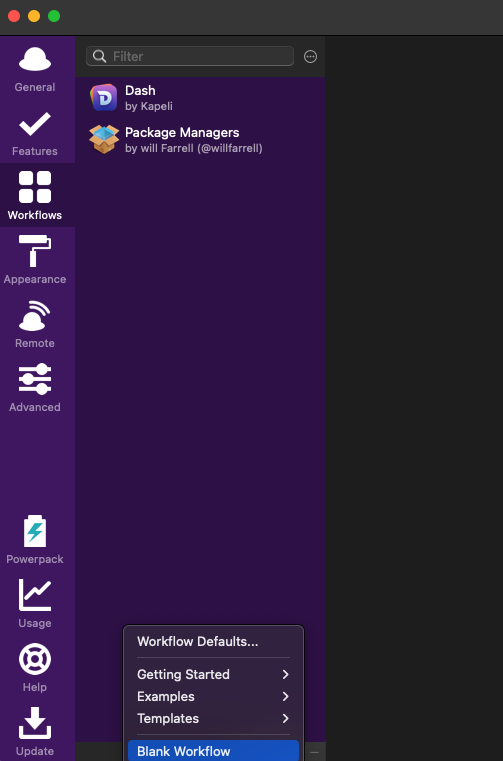 Filter
General
Features
Workflows
Appearance
Remote
Advanced
Powerpack
Usage
Help
Update
Dash
by Kapeli
Package Managers
by will Farrell (@willfarrell)
Workflow Defaults...
Getting Started
Examples
Templates
Blank Workflow